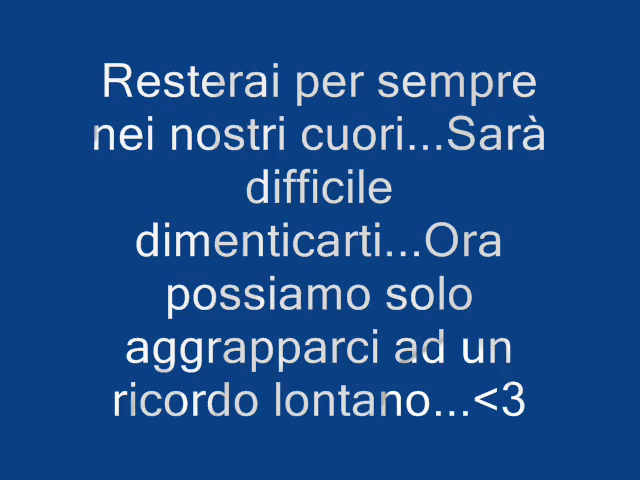 Resterai per sempre
nei nostri cuori...Sarà
difficile
dimenticarti...Ora
possiamo solo
aggrapparci ad un
ricordo lontano...<3